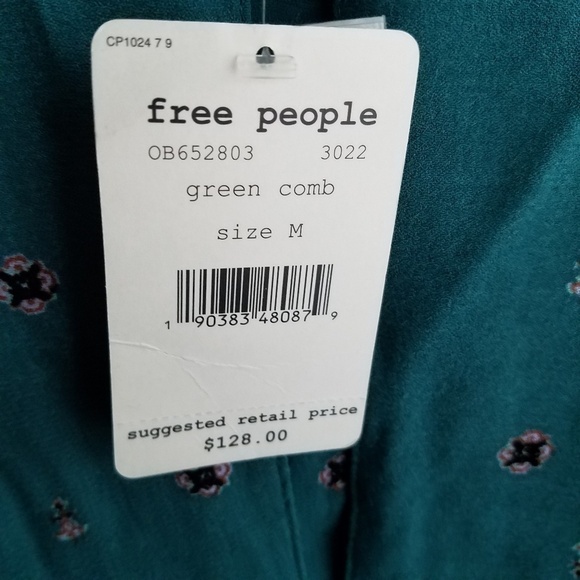 CP1024 7 9
free people
OB652803 3022
green comb
size M
1 90383 48087 9
suggested retail price
$128.00